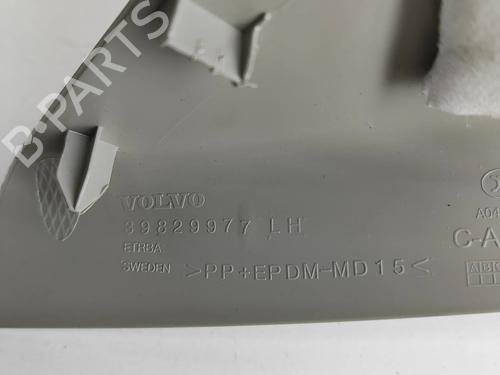 B-PARTS
VOLVO
39829977 LH
ETRBA
SWEDEN >PP+EPDM-MD15<
A04
C-A
ABC